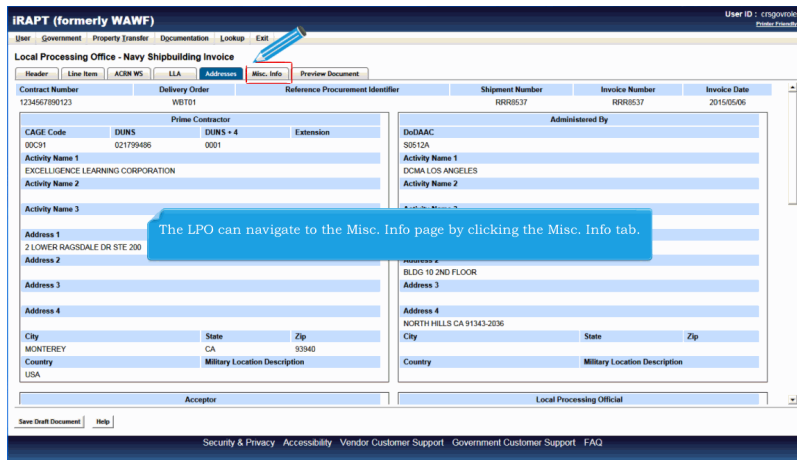 iRAPT (formerly WAWF)
User ID : crsgovrole
Printer Friendly
User Government Property Transfer Documentation Lookup Exit
Local Processing Office - Navy Shipbuilding Invoice
Header Line Item ACRN WS LLA Addresses Misc. Info Preview Document
Contract Number Delivery Order Reference Procurement Identifier Shipment Number Invoice Number Invoice Date
1234567890123 WBT01 RRR8537 RRR8537 2015/05/06
Prime Contractor Administered By
CAGE Code DUNS DUNS + 4 Extension DoDAAC
00C91 021799486 0001 S0512A
Activity Name 1 Activity Name 1
EXCELLIGENCE LEARNING CORPORATION DCMA LOS ANGELES
Activity Name 2 Activity Name 2
Activity Name 3 Activity Name 3
The LPO can navigate to the Misc. Info page by clicking the Misc. Info tab.
Address 1
2 LOWER RAGSDALE DR STE 200
Address 2 Address 2
BLDG 10 2ND FLOOR
Address 3 Address 3
Address 4 Address 4
NORTH HILLS CA 91343-2036
City State Zip City State Zip
MONTEREY CA 93940
Country Military Location Description Country Military Location Description
USA
Acceptor Local Processing Official
Save Draft Document Help
Security & Privacy Accessibility Vendor Customer Support Government Customer Support FAQ